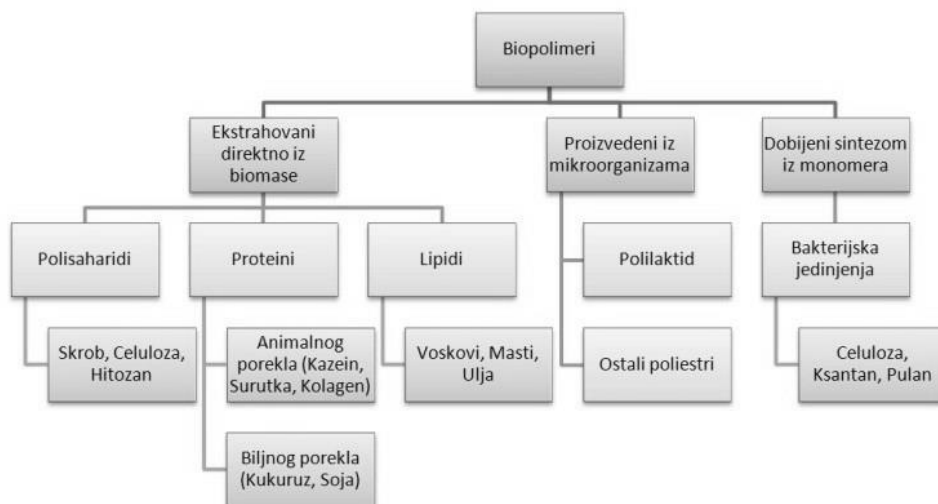 Biopolimeri
Ekstrahovani
direktno iz
biomase
Proizvedeni iz
mikroorganizama
Dobijeni sintezom
iz monomera
Polisaharidi
Proteini
Lipidi
Polilaktid
Bakterijska
jedinjenja
Skrob, Celuloza,
Hitozan
Animalnog
porekla (Kazein,
Surutka, Kolagen)
Voskovi, Masti,
Ulja
Ostali poliestri
Celuloza,
Ksantan, Pulan
Biljnog porekla
(Kukuruz, Soja)